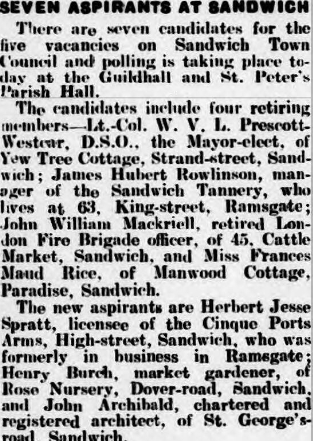 SEVEN ASPIRANTS AT SANDWICH
There are seven candidates for the
five vacancies on Sandwich Town
Council and polling is taking place to-
day at the Guildhall and St. Peter's
Parish Hall.
The candidates include four retiring
members—Lt.-Col. W. V. L. Prescott-
Westcar, D.S.O., the Mayor-elect, of
Yew Tree Cottage, Strand-street, Sand-
wich; James Hubert Rowlinson, man-
ager of the Sandwich Tannery, who
lives at 63, King-street, Ramsgate;
John William Mackriell, retired Lon-
don Fire Brigade officer, of 45, Cattle
Market, Sandwich, and Miss Frances
Maud Rice, of Manwood Cottage,
Paradise, Sandwich.
The new aspirants are Herbert Jesse
Spratt, licensee of the Cinque Ports
Arms, High-street, Sandwich, who was
formerly in business in Ramsgate;
Henry Burch, market gardener, of
Rose Nursery, Dover-road, Sandwich,
and John Archibald, chartered and
registered architect, of St. George's-
road, Sandwich.